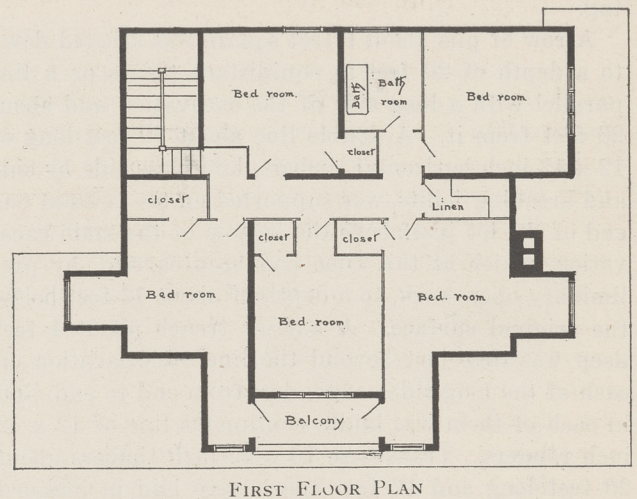 Bed room.
Bath
Bath room
Bed room.
closet
closet
Linen
closet
closet
Bed room
Bed room
Bed. room
Balcony
FIRST FLOOR PLAN